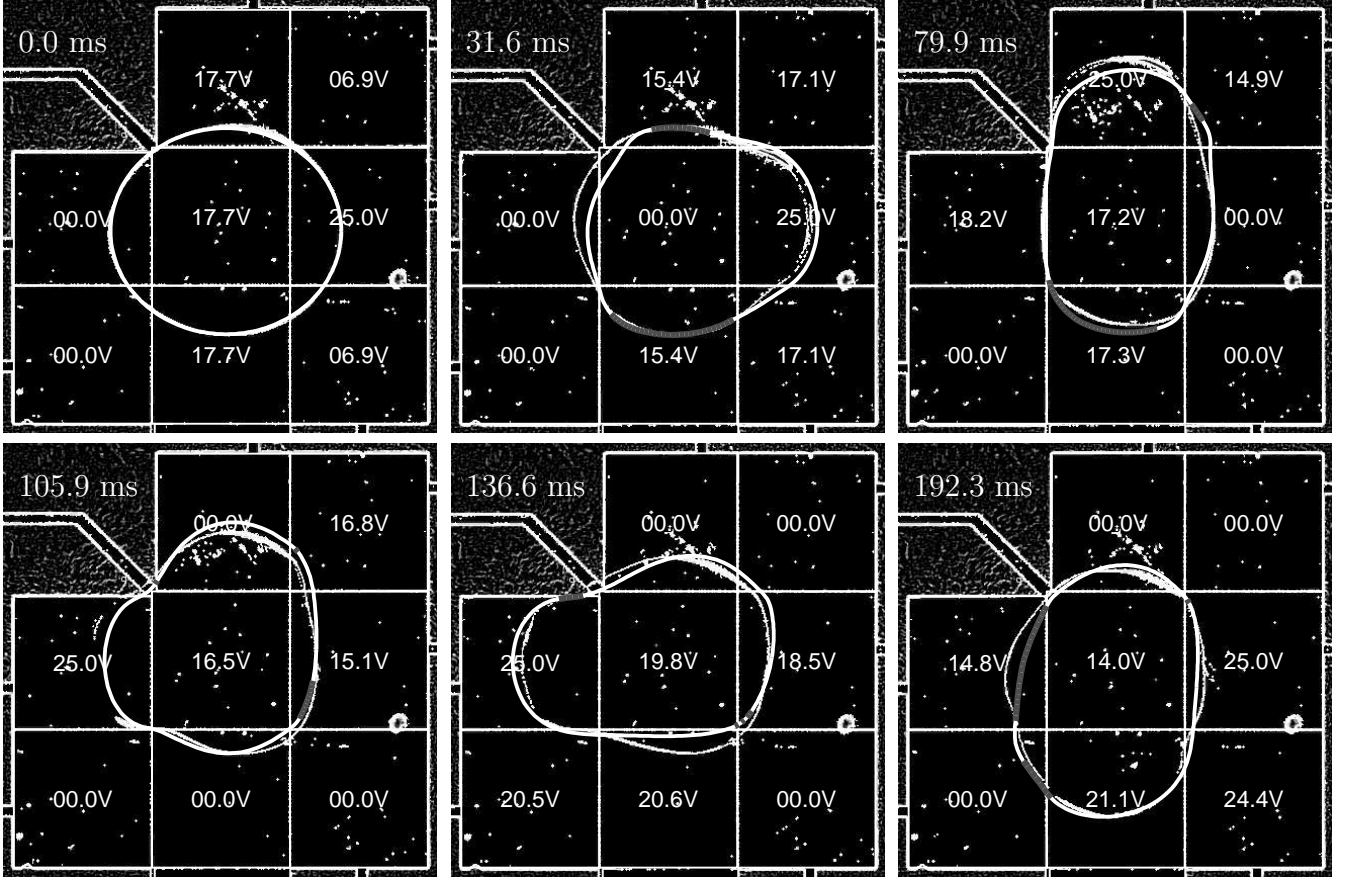 0.0 ms
17.7V 06.9V
00.0V 17.7V 25.0V
00.0V 17.7V 06.9V
31.6 ms
15.4V 17.1V
00.0V 00.0V 25.0V
00.0V 15.4V 17.1V
79.9 ms
25.0V 14.9V
18.2V 17.2V 00.0V
00.0V 17.3V 00.0V
105.9 ms
00.0V 16.8V
25.0V 16.5V 15.1V
00.0V 00.0V 00.0V
136.6 ms
00.0V 00.0V
25.0V 19.8V 18.5V
20.5V 20.6V 00.0V
192.3 ms
00.0V 00.0V
14.8V 14.0V 25.0V
00.0V 21.1V 24.4V